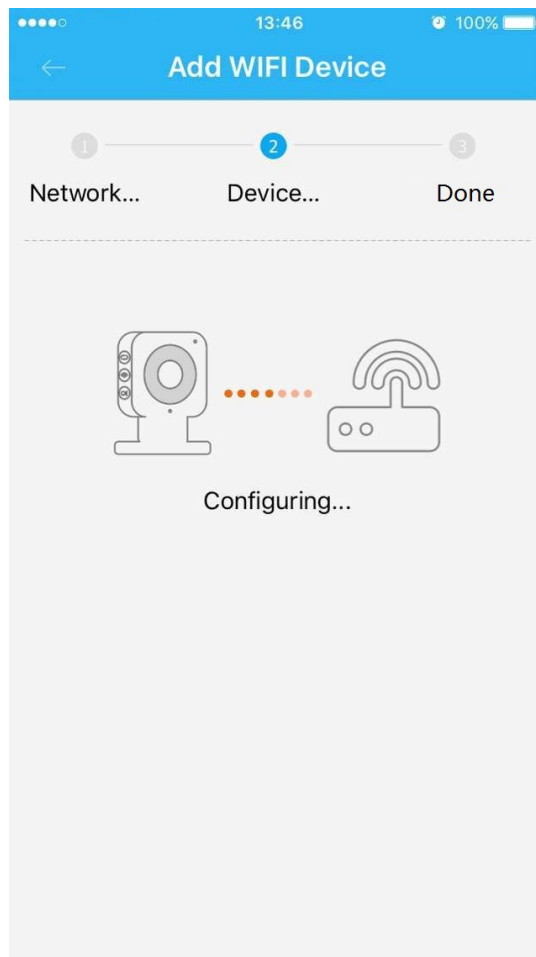 13:46 100%
Add WIFI Device
1 2 3
Network... Device... Done
Configuring...